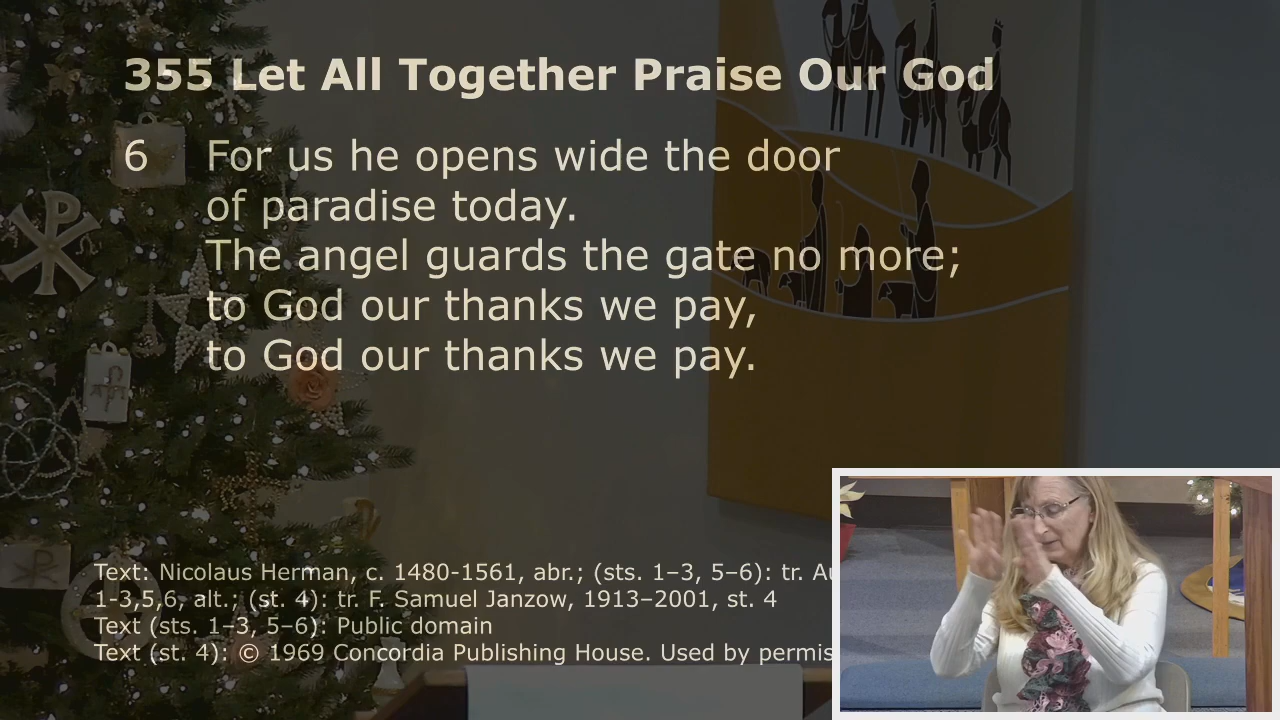 355 Let All Together Praise Our God
6 For us he opens wide the door
of paradise today.
The angel guards the gate no more;
to God our thanks we pay,
to God our thanks we pay.
Text: Nicolaus Herman, c. 1480-1561, abr.; (sts. 1–3, 5–6): tr.
1-3,5,6, alt.; (st. 4): tr. F. Samuel Janzow, 1913–2001, st. 4
Text (sts. 1–3, 5–6): Public domain
Text (st. 4): © 1969 Concordia Publishing House. Used by